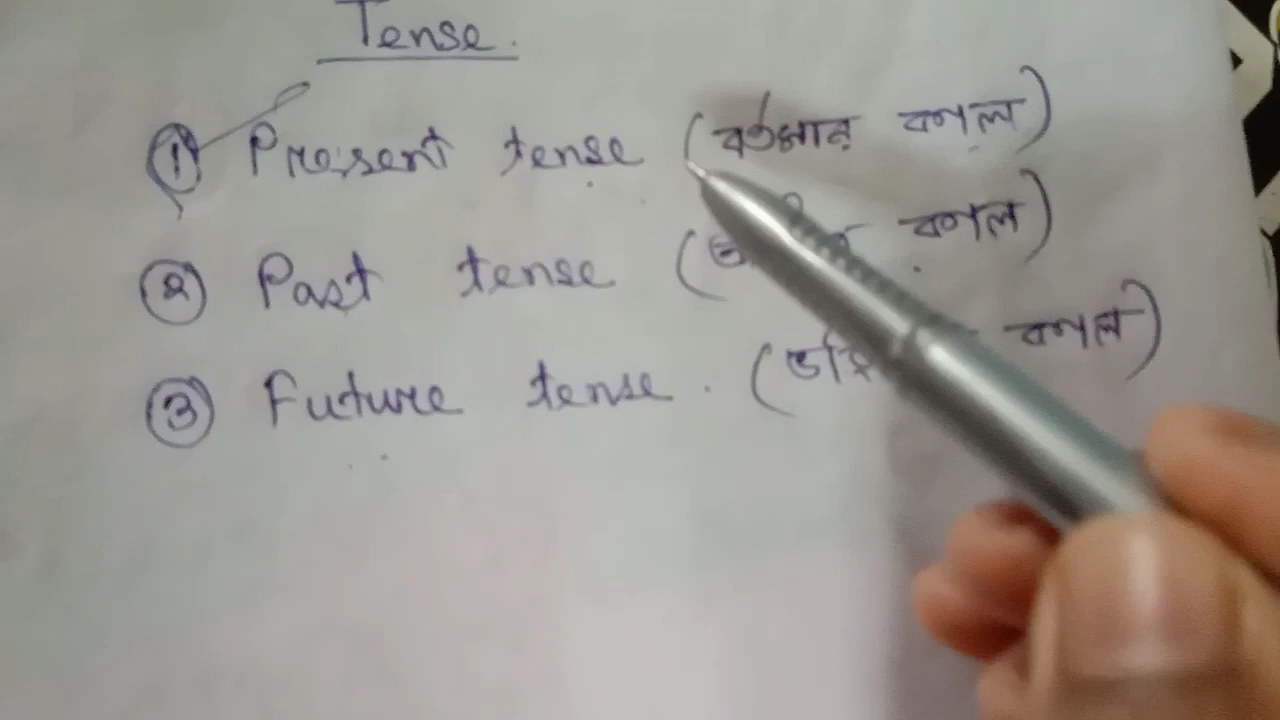 Tense.
① Present tense (বর্তমান কাল)
② Past tense ( কাল)
③ Future tense. ( কাল)